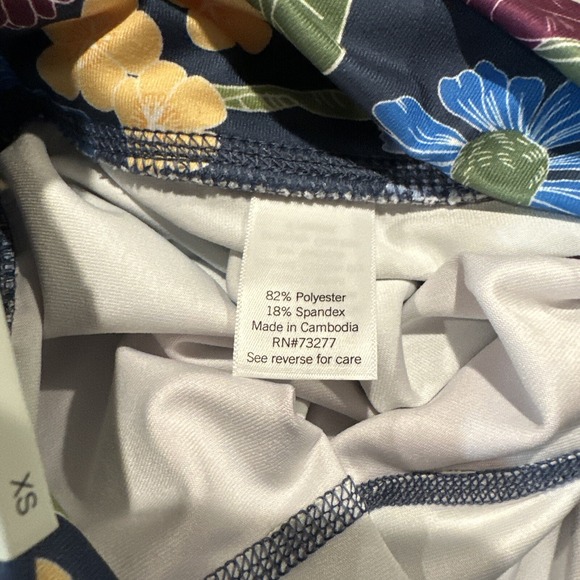 82% Polyester
18% Spandex
Made in Cambodia
RN#73277
See reverse for care
XS